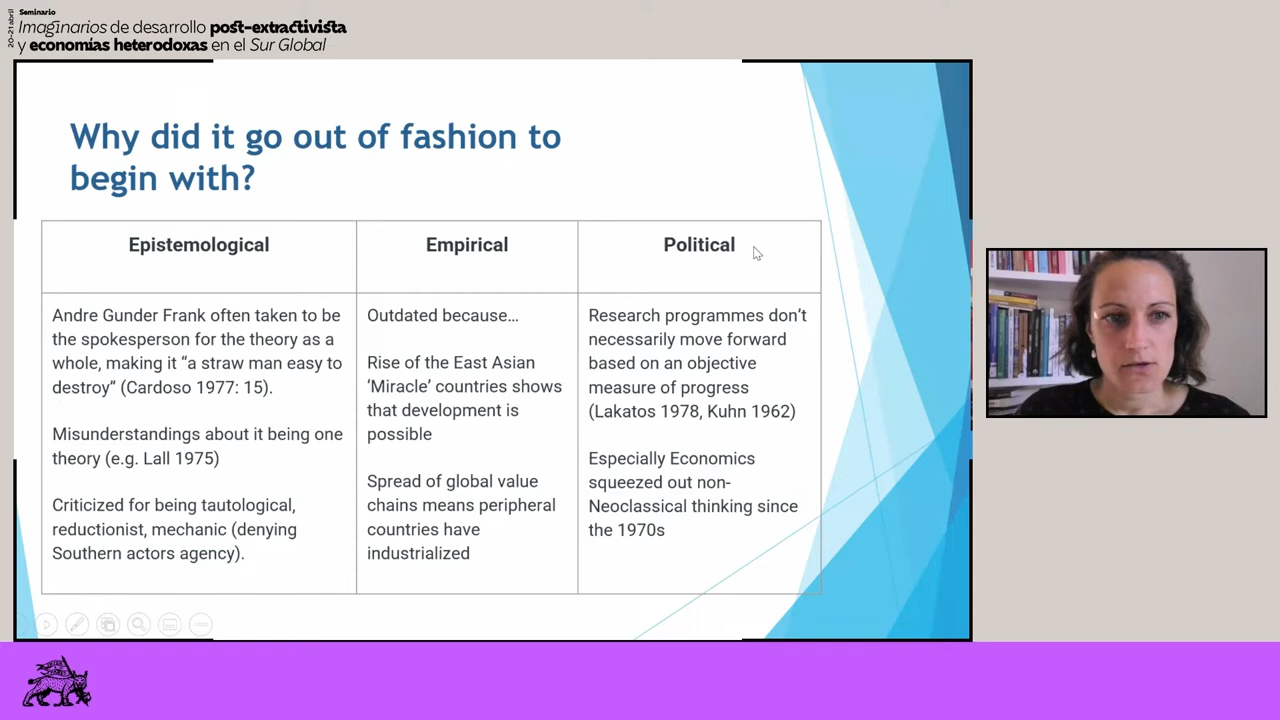 20-21 abril
Seminario
Imaginarios de desarrollo post-extractivista
y economías heterodoxas en el Sur Global
Why did it go out of fashion to
begin with?
Epistemological
Andre Gunder Frank often taken to be
the spokesperson for the theory as a
whole, making it “a straw man easy to
destroy” (Cardoso 1977: 15).
Misunderstandings about it being one
theory (e.g. Lall 1975)
Criticized for being tautological,
reductionist, mechanic (denying
Southern actors agency).
Empirical
Outdated because…
Rise of the East Asian
‘Miracle’ countries shows
that development is
possible
Spread of global value
chains means peripheral
countries have
industrialized
Political
Research programmes don’t
necessarily move forward
based on an objective
measure of progress
(Lakatos 1978, Kuhn 1962)
Especially Economics
squeezed out non-
Neoclassical thinking since
the 1970s